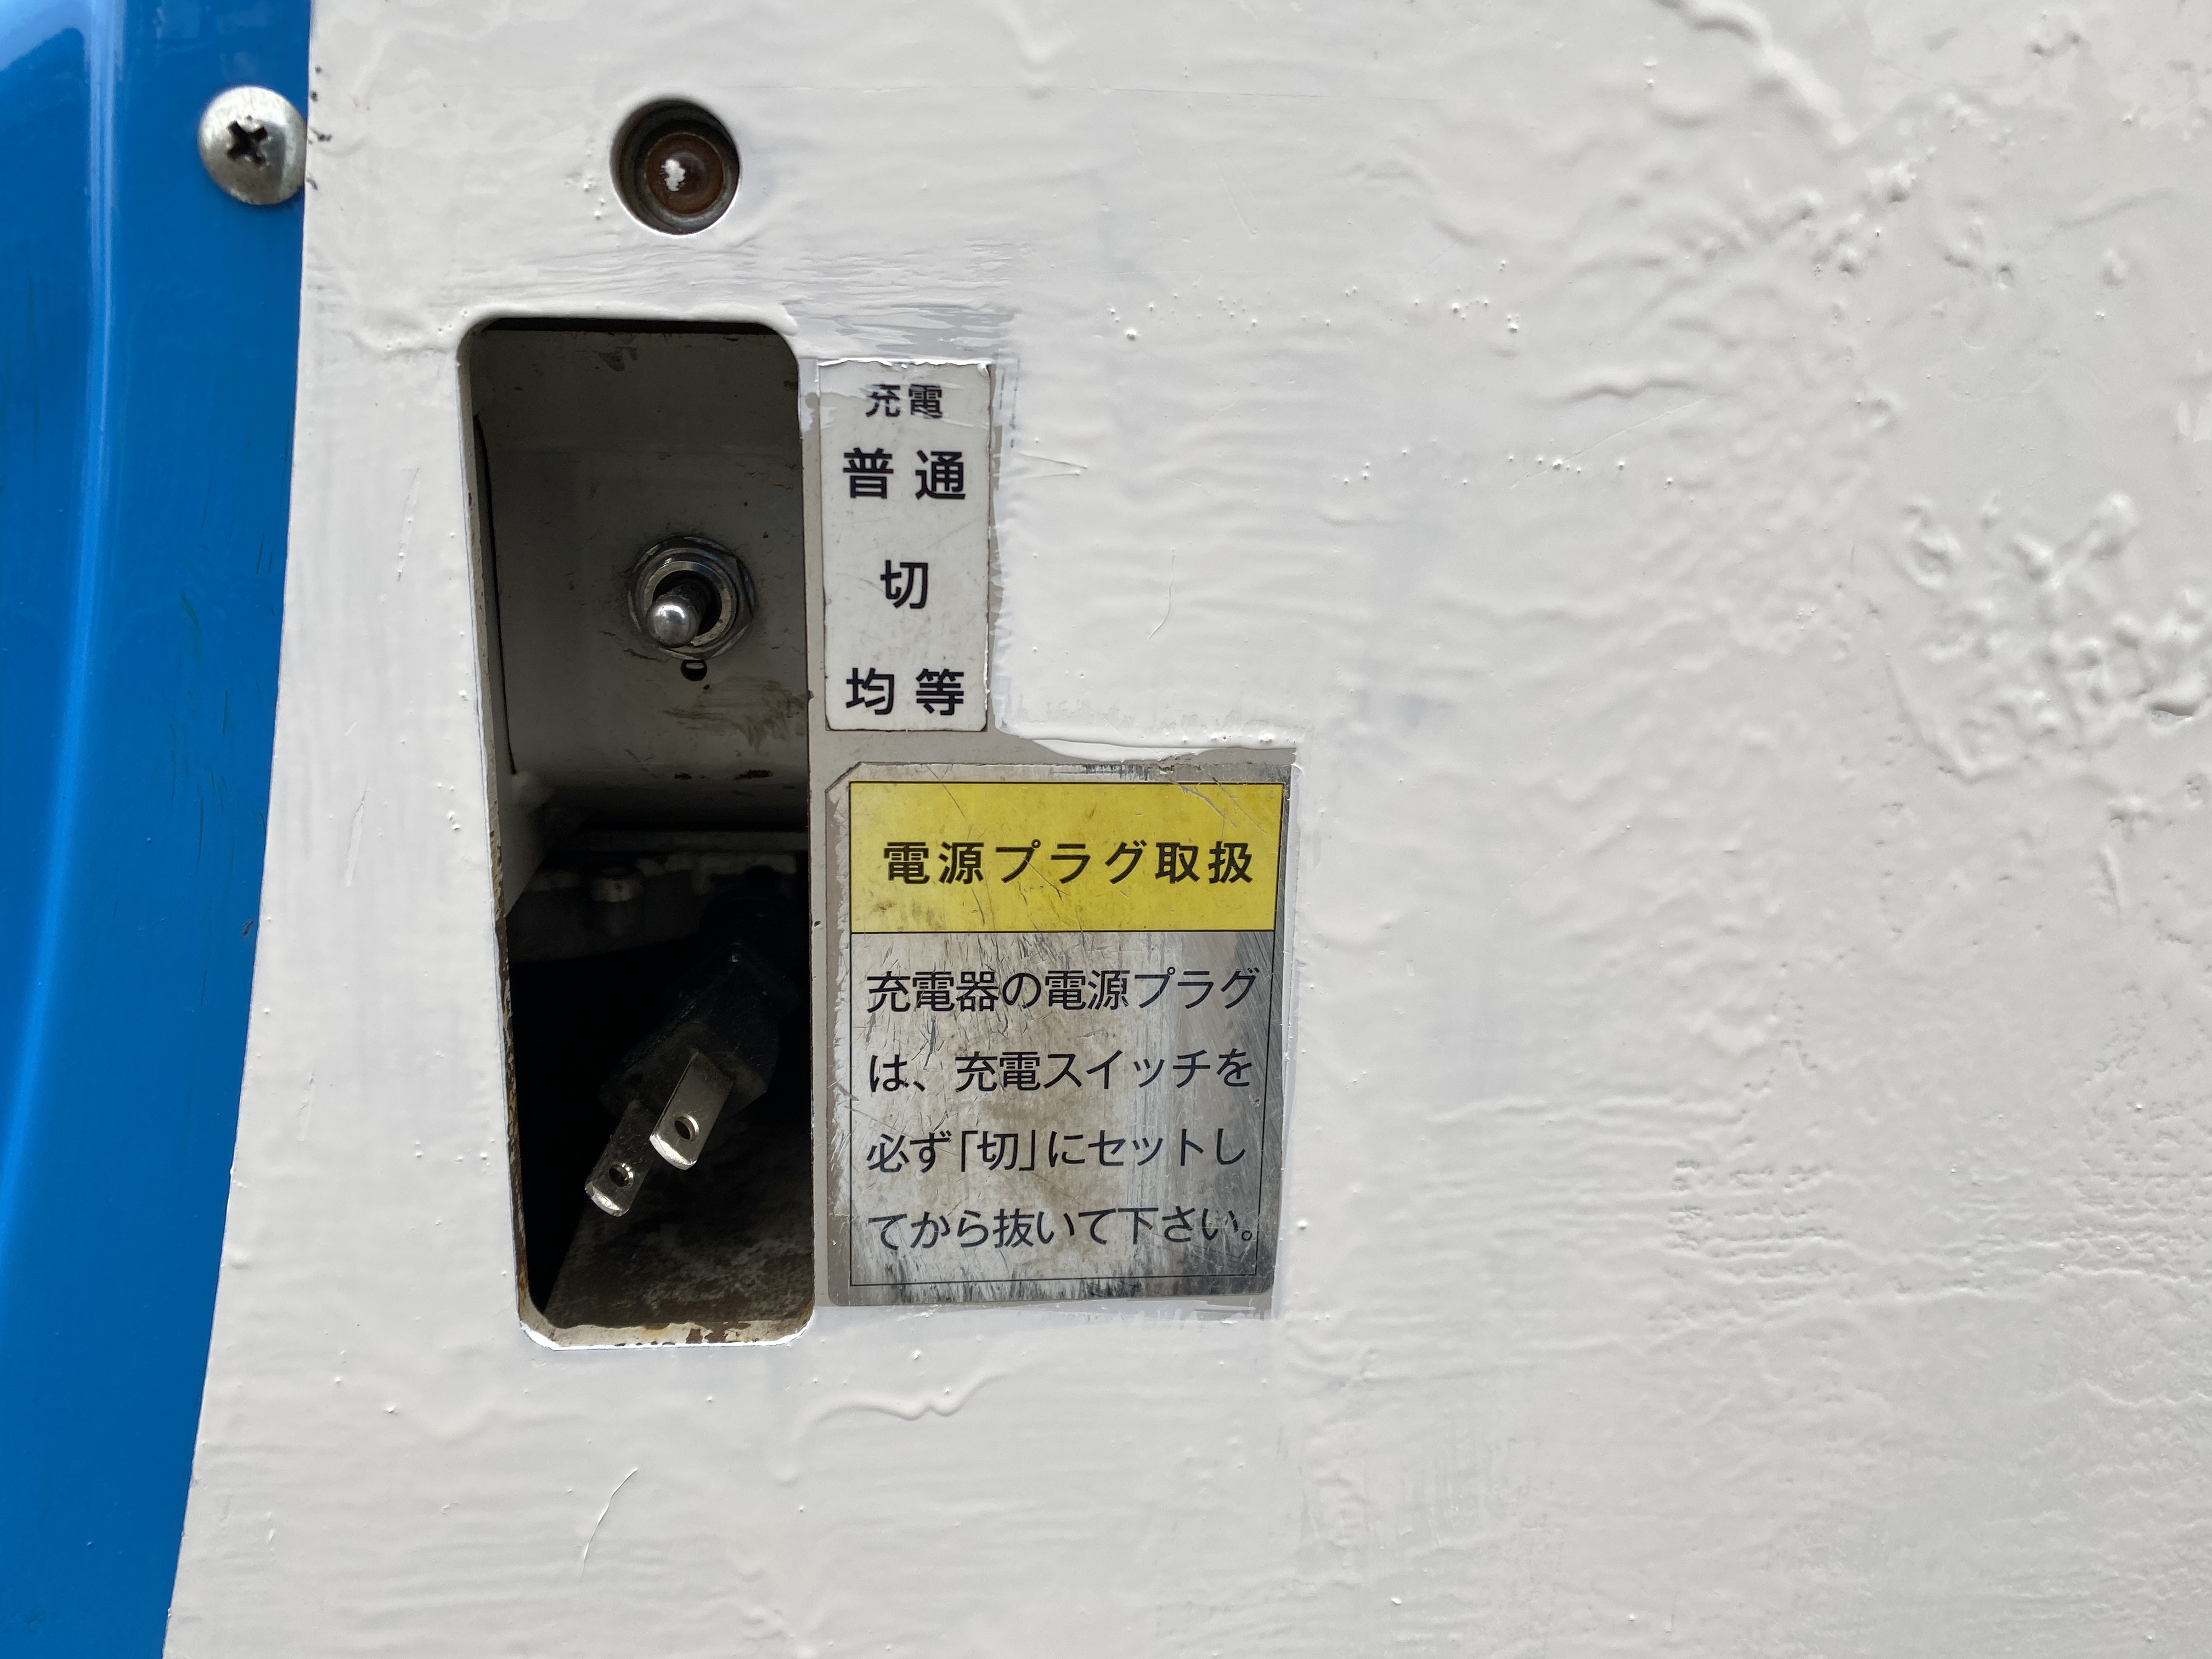 充電
普通
切
均等
電源プラグ取扱
充電器の電源プラグ
は、充電スイッチを
必ず「切」にセットし
てから抜いて下さい。